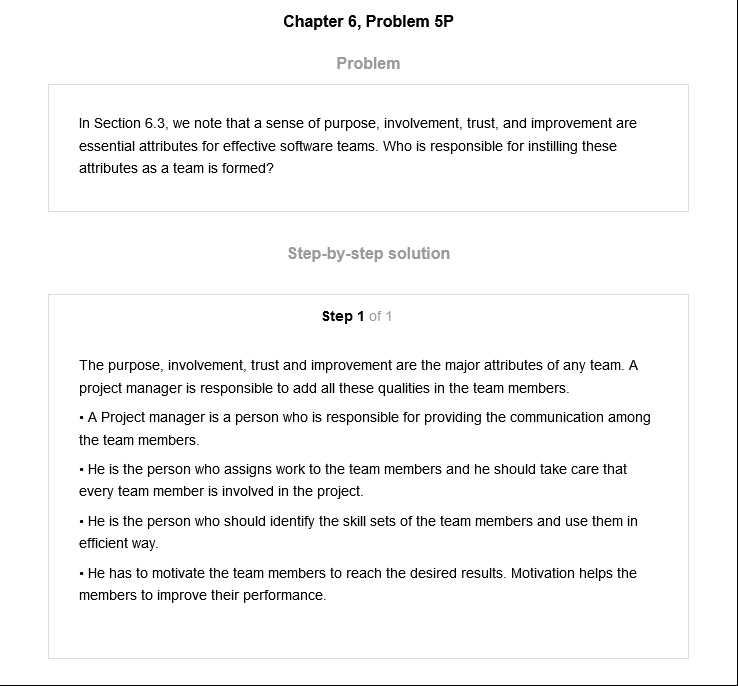 Chapter 6, Problem 5P
Problem
In Section 6.3, we note that a sense of purpose, involvement, trust, and improvement are
essential attributes for effective software teams. Who is responsible for instilling these
attributes as a team is formed?
Step-by-step solution
Step 1 of 1
The purpose, involvement, trust and improvement are the major attributes of any team. A
project manager is responsible to add all these qualities in the team members.
• A Project manager is a person who is responsible for providing the communication among
the team members.
• He is the person who assigns work to the team members and he should take care that
every team member is involved in the project.
• He is the person who should identify the skill sets of the team members and use them in
efficient way.
• He has to motivate the team members to reach the desired results. Motivation helps the
members to improve their performance.